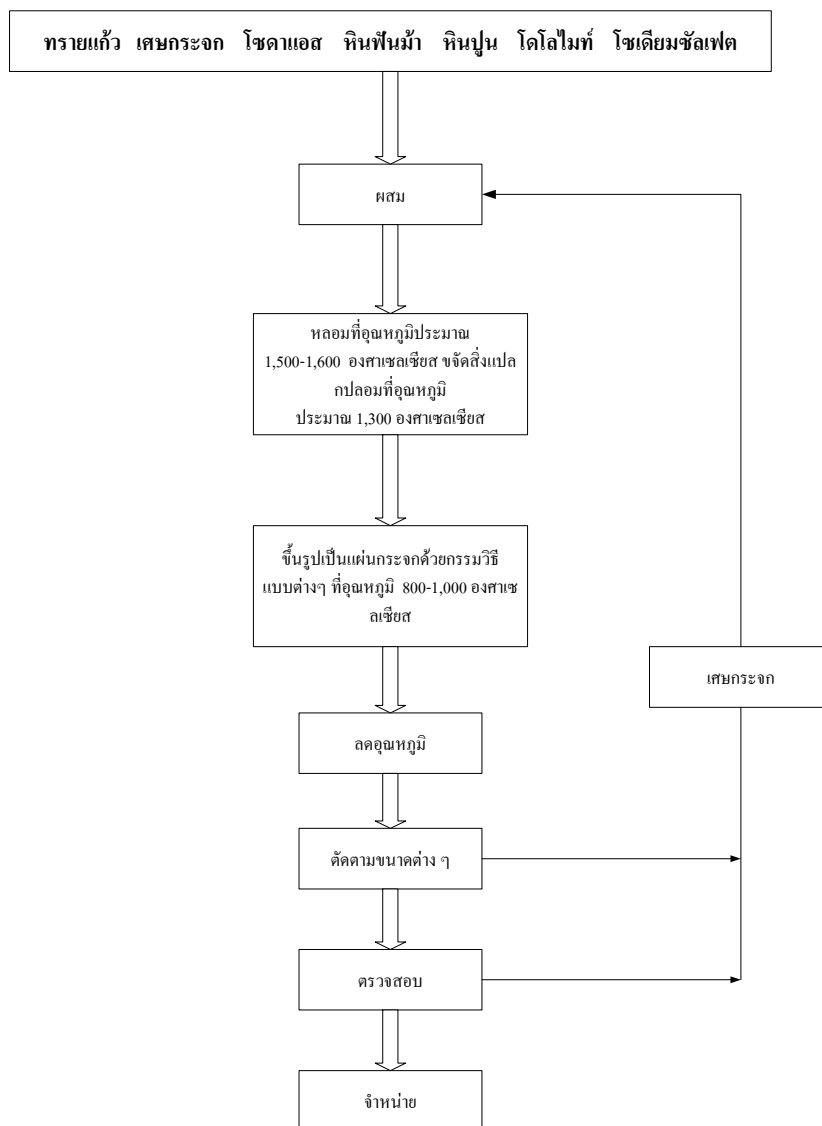 ทรายแก้ว เศษกระจก โซดาแอส หินฟันม้า หินปูน โดโลไมท์ โซเดียมซัลเฟต
ผสม
หลอมที่อุณหภูมิประมาณ
1,500-1,600 องศาเซลเซียส ขจัดสิ่งแปล
กปลอมที่อุณหภูมิ
ประมาณ 1,300 องศาเซลเซียส
ขึ้นรูปเป็นแผ่นกระจกด้วยกรรมวิธี
แบบต่างๆ ที่อุณหภูมิ 800-1,000 องศาเซ
ลเซียส
เศษกระจก
ลดอุณหภูมิ
ตัดตามขนาดต่าง ๆ
ตรวจสอบ
จำหน่าย